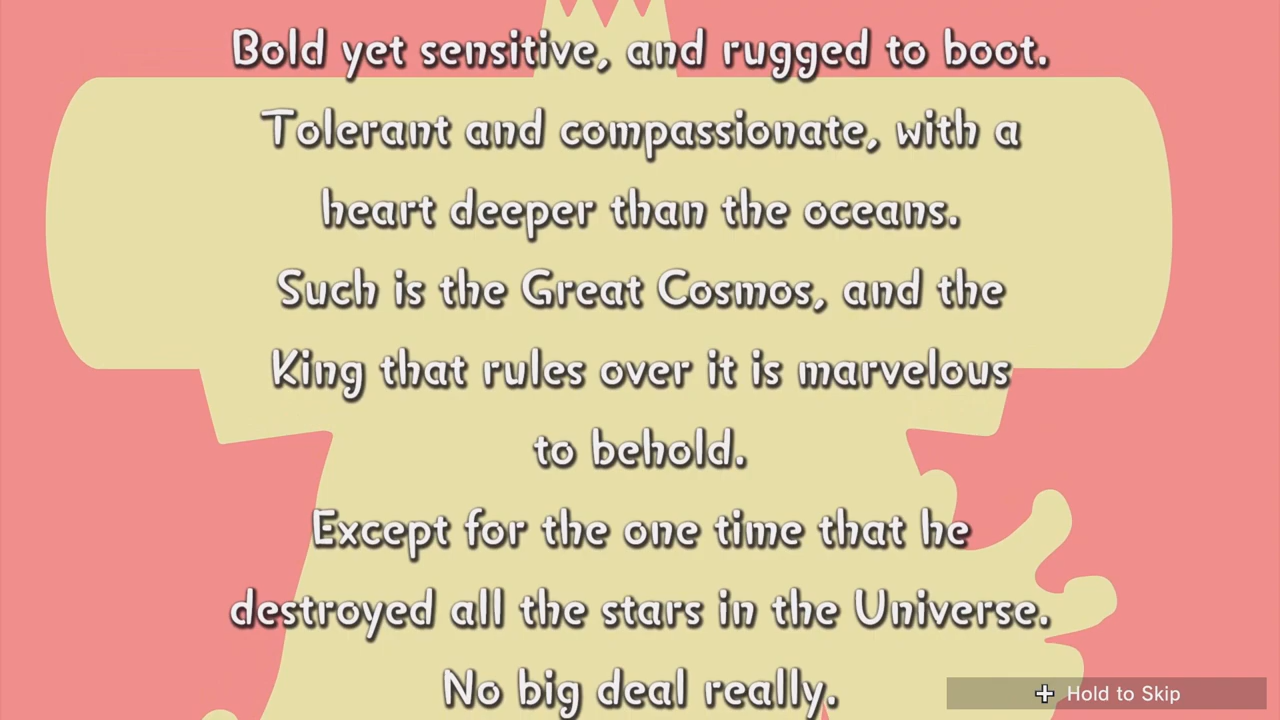 Bold yet sensitive, and rugged to boot.
Tolerant and compassionate, with a
heart deeper than the oceans.
Such is the Great Cosmos, and the
King that rules over it is marvelous
to behold.
Except for the one time that he
destroyed all the stars in the Universe.
No big deal really.
Hold to Skip